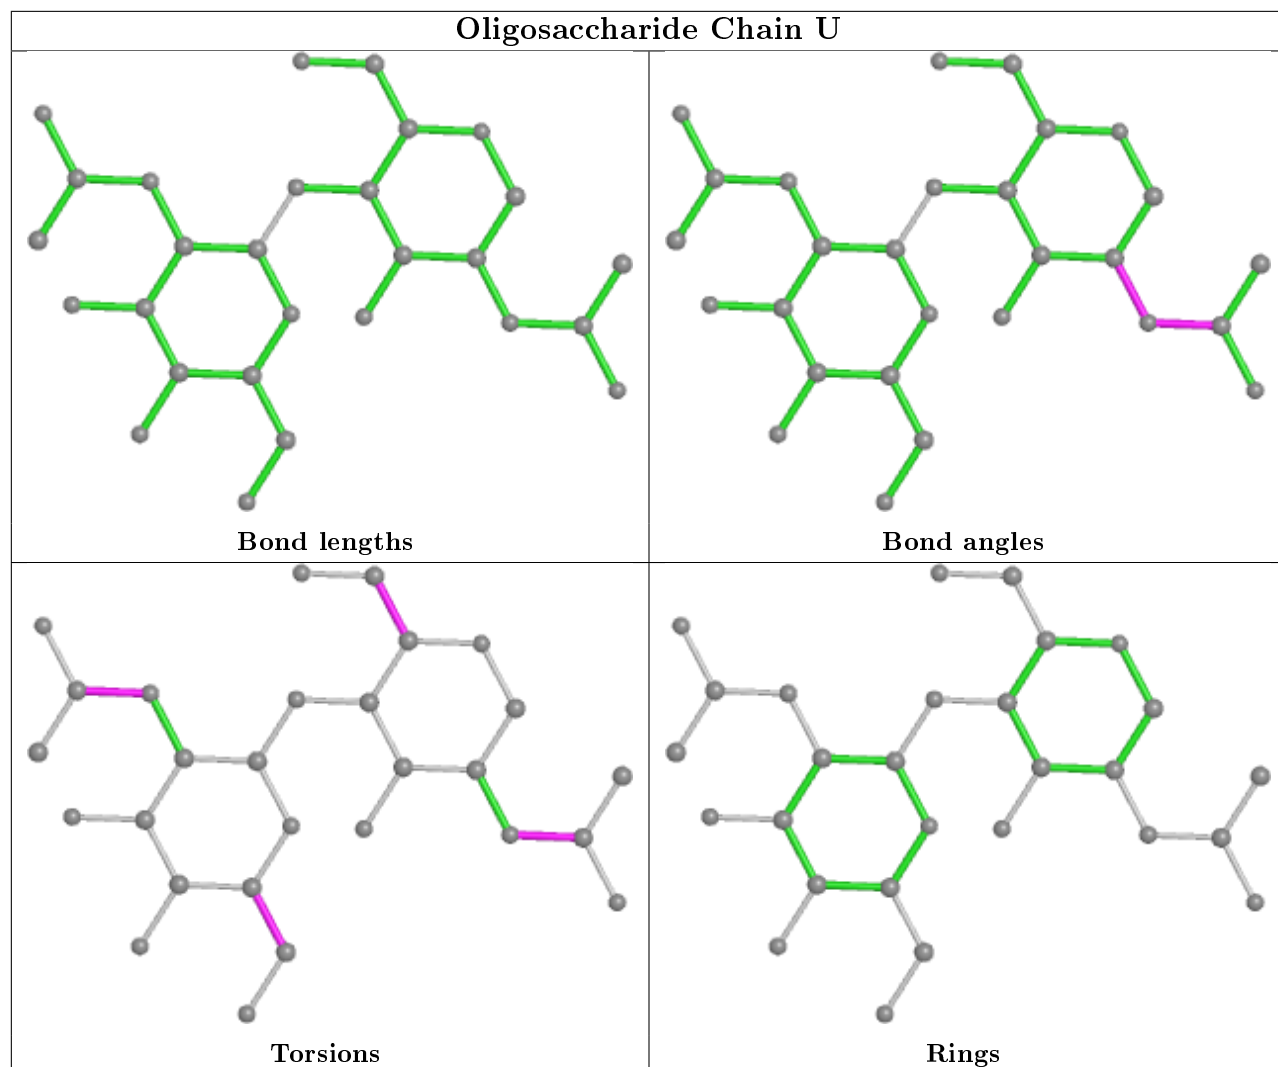 Oligosaccharide Chain U
Bond lengths
Bond angles
Torsions
Rings